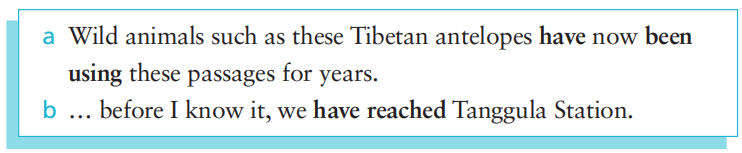 a Wild animals such as these Tibetan antelopes have now been
using these passages for years.
b … before I know it, we have reached Tanggula Station.